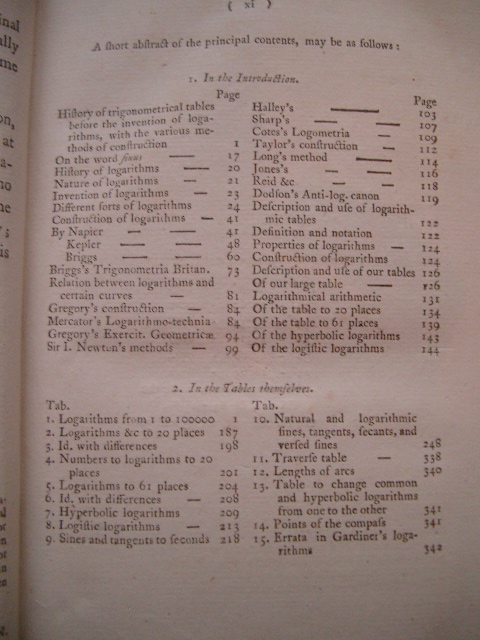 ( xi )
A ſhort abſtract of the principal contents, may be as follows :
1. In the Introduction.
Page
Hiſtory of trigonometrical tables
before the invention of loga-
rithms, with the various me-
thods of conſtruction 1
On the word ſinus — 17
Hiſtory of logarithms — 20
Nature of logarithms — 21
Invention of logarithms — 23
Different ſorts of logarithms 24
Conſtruction of logarithms — 41
By Napier — — 41
Kepler — — 48
Briggs — — 60
Briggs's Trigonometria Britan. 73
Relation between logarithms and
certain curves — 81
Gregory's conſtruction — 84
Mercator's Logarithmo-technia 84
Gregory's Exercit. Geometricæ 94
Sir I. Newton's methods — 99
Page
Halley's — 103
Sharp's — — 107
Cotes's Logometria — 109
Taylor's conſtruction — 112
Long's method — 114
Jones's — — 116
Reid &c — — 118
Dodſon's Anti-log. canon 119
Deſcription and uſe of logarith-
mic tables 122
Definition and notation 122
Properties of logarithms — 124
Conſtruction of logarithms 124
Deſcription and uſe of our tables 126
Of our large table — 126
Logarithmical arithmetic 131
Of the table to 20 places 134
Of the table to 61 places 139
Of the hyperbolic logarithms 143
Of the logiſtic logarithms 144
2. In the Tables themſelves.
Tab.
1. Logarithms from 1 to 100000 1
2. Logarithms &c to 20 places 187
3. Id. with differences — 198
4. Numbers to logarithms to 20
places 201
5. Logarithms to 61 places 204
6. Id. with differences — 208
7. Hyperbolic logarithms 209
8. Logiſtic logarithms — 213
9. Sines and tangents to ſeconds 218
Tab.
10. Natural and logarithmic
ſines, tangents, ſecants, and
verſed ſines 248
11. Traverſe table — 338
12. Lengths of arcs 340
13. Table to change common
and hyperbolic logarithms
from one to the other 341
14. Points of the compaſs 341
15. Errata in Gardiner's loga-
rithms 342